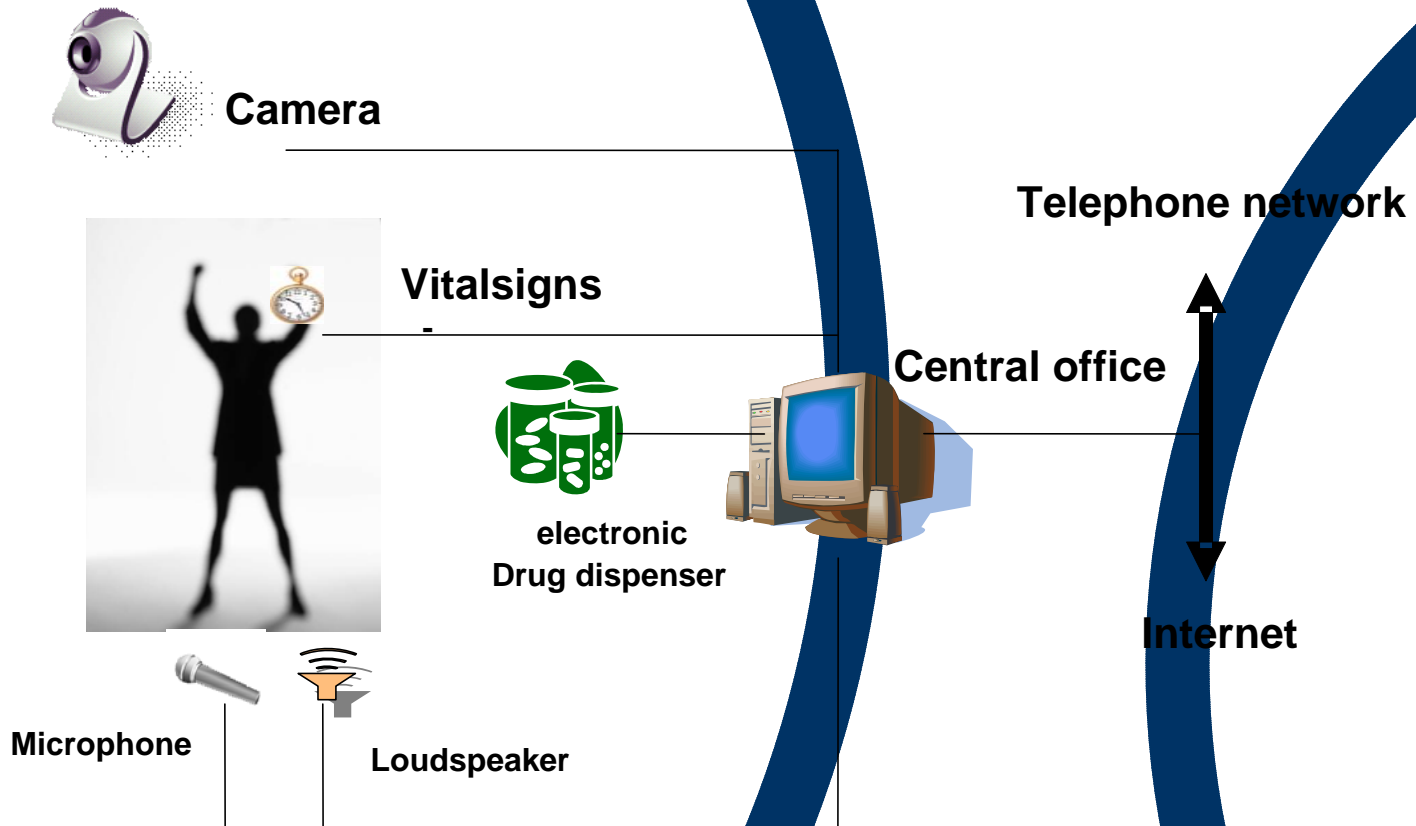 Camera
Telephone network
Vitalsigns
-
Central office
electronic
Drug dispenser
Internet
Microphone
Loudspeaker